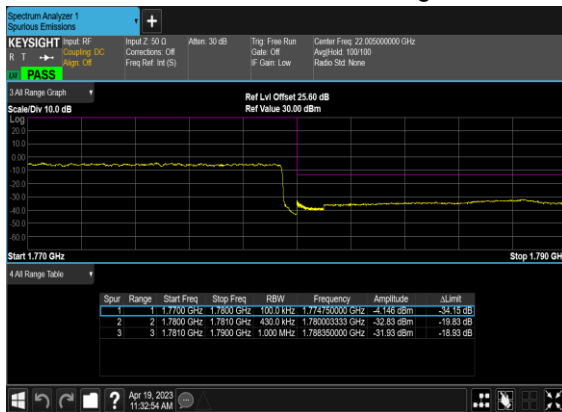 Spectrum Analyzer 1
Spurious Emissions
+
KEYSIGHT Input: RF Input Z: 50 Ω Atten: 30 dB Trig: Free Run Center Freq: 22.005000000 GHz
R T Coupling: DC Corrections: Off Gate: Off Avg|Hold: 100/100
Align: Off Freq Ref: Int (S) IF Gain: Low Radio Std: None
PASS
3 All Range Graph
Ref Lvl Offset 25.60 dB
Scale/Div 10.0 dB Ref Value 30.00 dBm
Log
20.0
10.0
0.00
-10.0
-20.0
-30.0
-40.0
-50.0
-60.0
Start 1.770 GHz Stop 1.790 GH
4 All Range Table
Spur Range Start Freq Stop Freq RBW Frequency Amplitude ΔLimit
1 1 1.7700 GHz 1.7800 GHz 100.0 kHz 1.774750000 GHz -4.146 dBm -34.15 dB
2 2 1.7800 GHz 1.7810 GHz 430.0 kHz 1.780003333 GHz -32.83 dBm -19.83 dB
3 3 1.7810 GHz 1.7900 GHz 1.000 MHz 1.788350000 GHz -31.93 dBm -18.93 dB
? Apr 19, 2023
11:32:54 AM